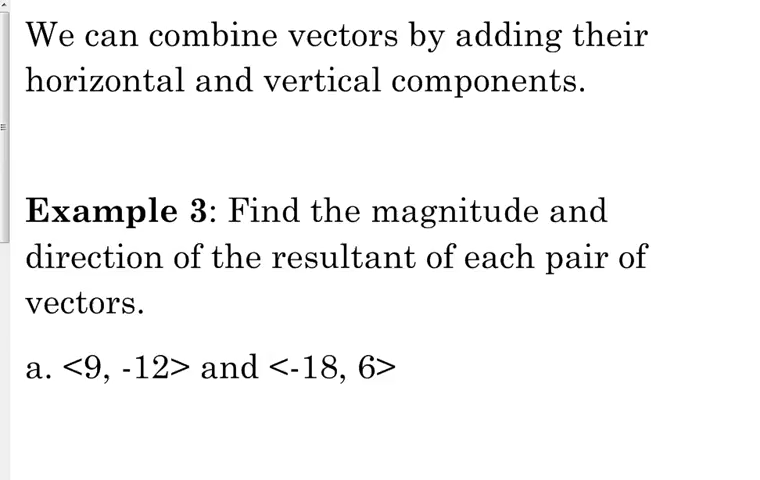 We can combine vectors by adding their
horizontal and vertical components.
Example 3: Find the magnitude and
direction of the resultant of each pair of
vectors.
a. <9, -12> and <-18, 6>